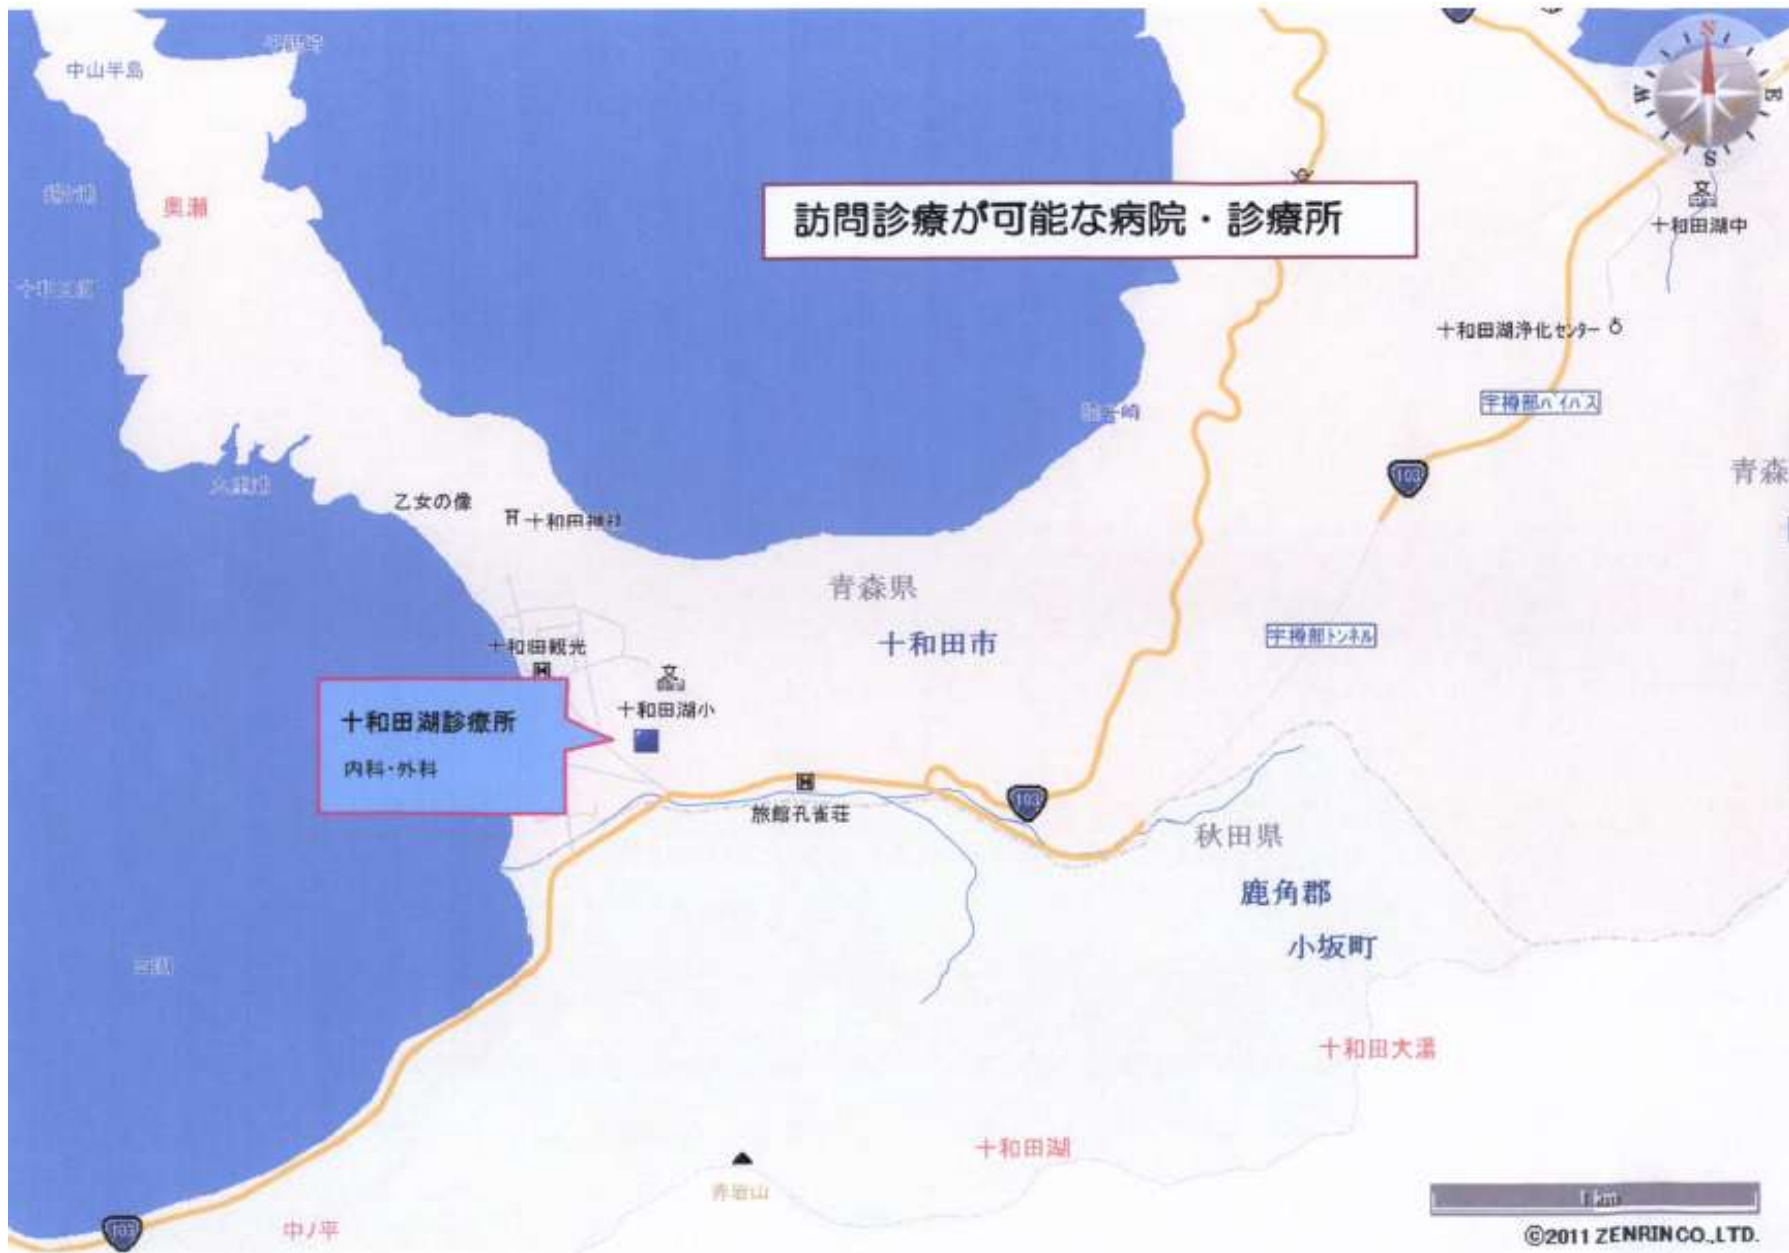 中山半島
N
W
E
S
奥瀬
訪問診療が可能な病院・診療所
十和田湖中
十和田湖浄化センター
宇樽部バイパス
103
青森
乙女の像
十和田神社
青森県
十和田市
宇樽部トンネル
十和田観光
文
十和田湖小
十和田湖診療所
内科・外科
旅館孔雀荘
103
秋田県
鹿角郡
小坂町
十和田大湯
十和田湖
赤岩山
中ノ平
103
1km
©2011 ZENRIN CO.,LTD.